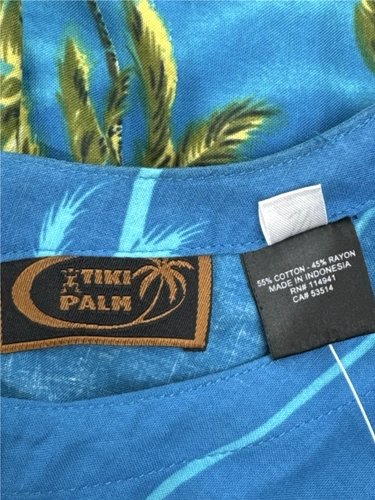 TIKI
PALM
55% COTTON - 45% RAYON
MADE IN INDONESIA
RN# 114941
CA# 53514